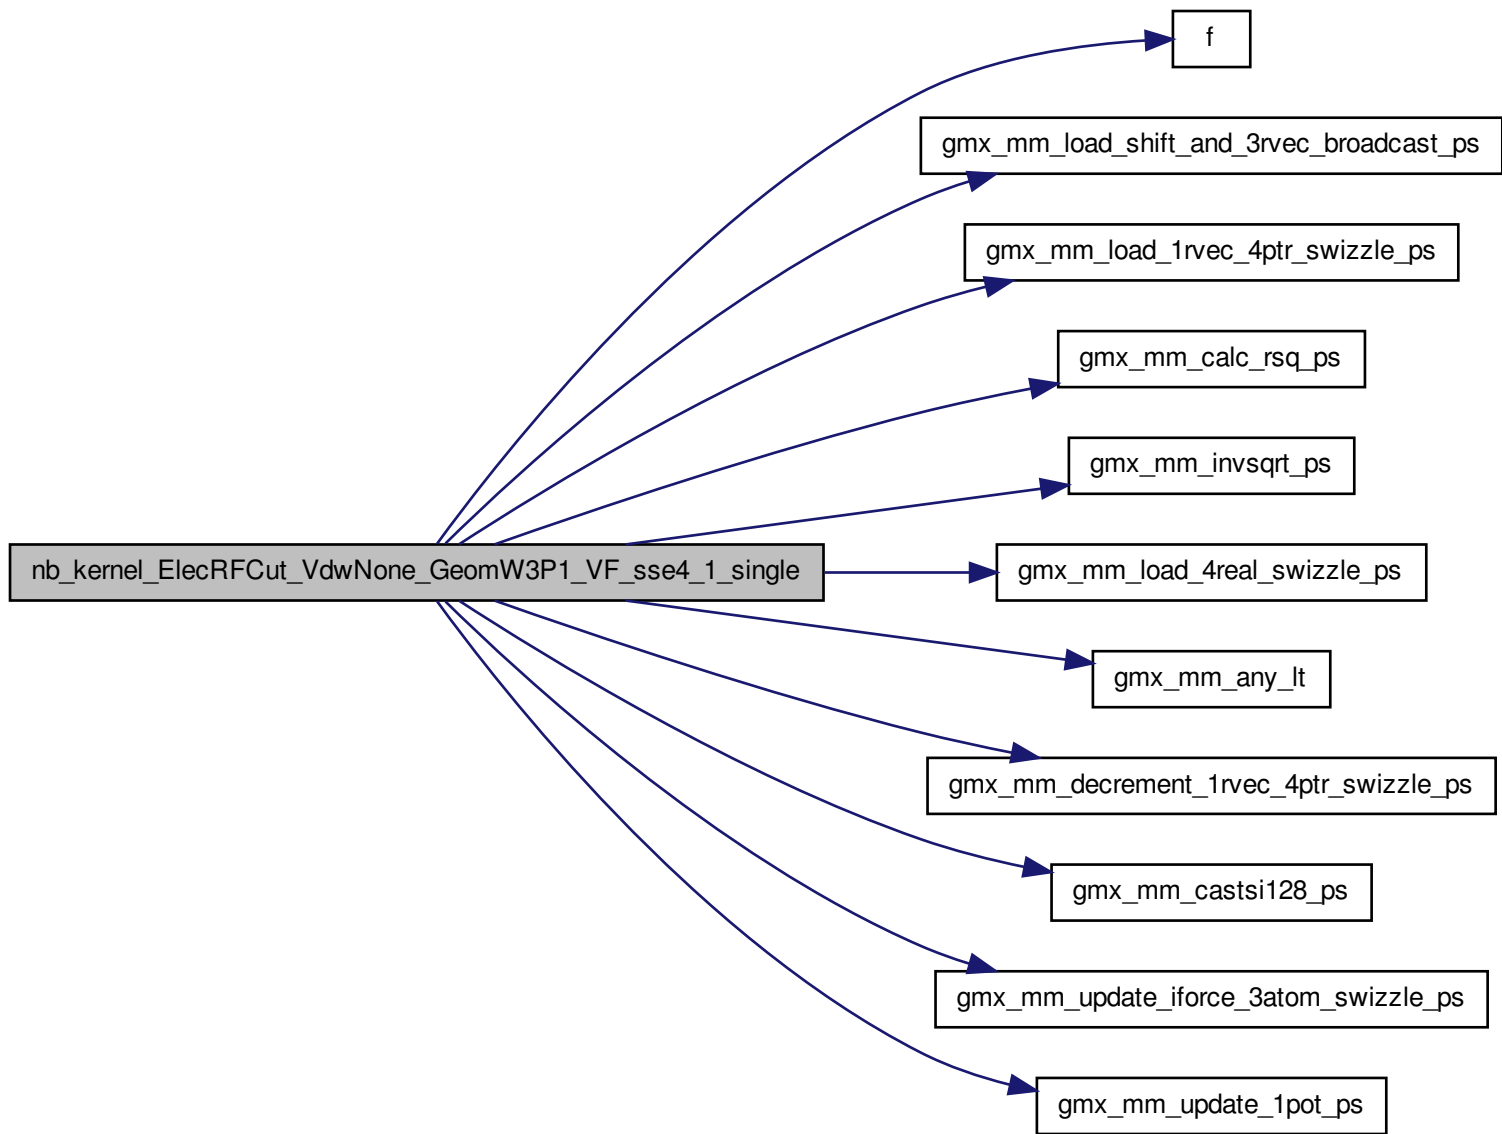 f
gmx_mm_load_shift_and_3rvec_broadcast_ps
gmx_mm_load_1rvec_4ptr_swizzle_ps
gmx_mm_calc_rsq_ps
gmx_mm_invsqrt_ps
nb_kernel_ElecRFCut_VdwNone_GeomW3P1_VF_sse4_1_single
gmx_mm_load_4real_swizzle_ps
gmx_mm_any_lt
gmx_mm_decrement_1rvec_4ptr_swizzle_ps
gmx_mm_castsi128_ps
gmx_mm_update_iforce_3atom_swizzle_ps
gmx_mm_update_1pot_ps